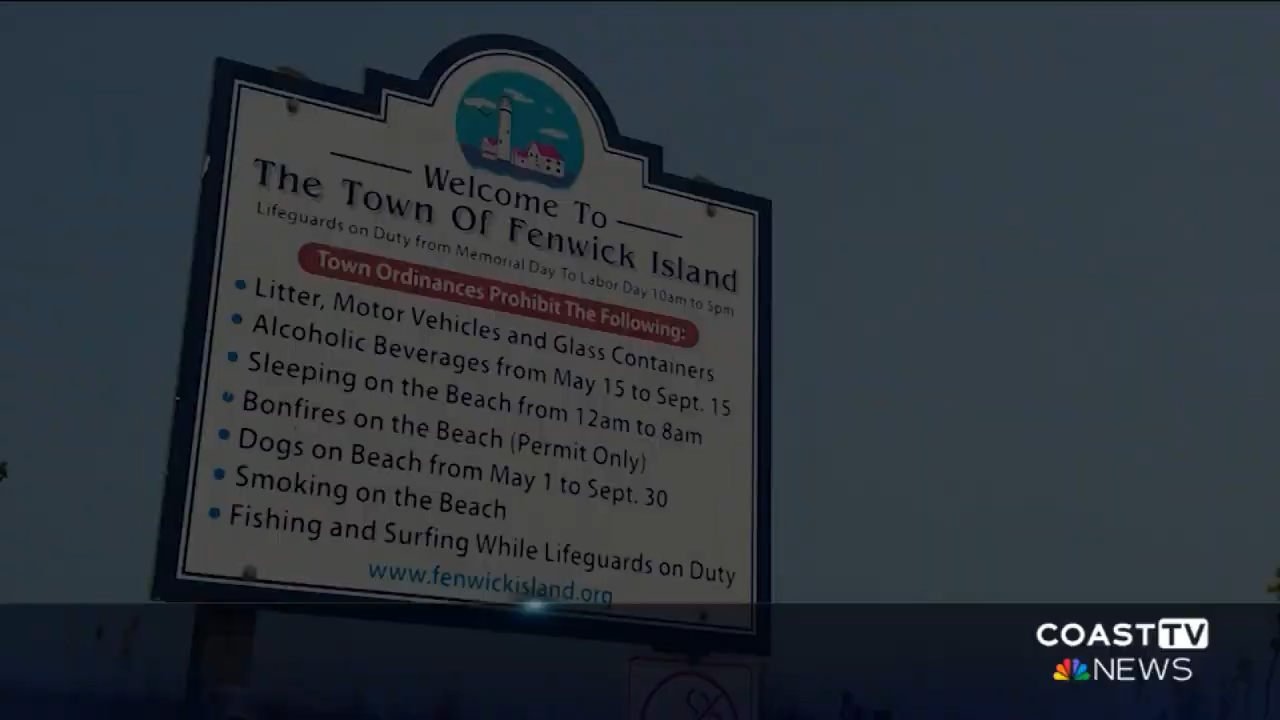 Welcome To
The Town Of Fenwick Island
Lifeguards on Duty from Memorial Day To Labor Day 10am to 5pm
Town Ordinances Prohibit The Following:
• Litter, Motor Vehicles and Glass Containers
• Alcoholic Beverages from May 15 to Sept. 15
• Sleeping on the Beach from 12am to 8am
• Bonfires on the Beach (Permit Only)
• Dogs on Beach from May 1 to Sept. 30
• Smoking on the Beach
• Fishing and Surfing While Lifeguards on Duty
www.fenwickisland.org
COAST TV
NEWS